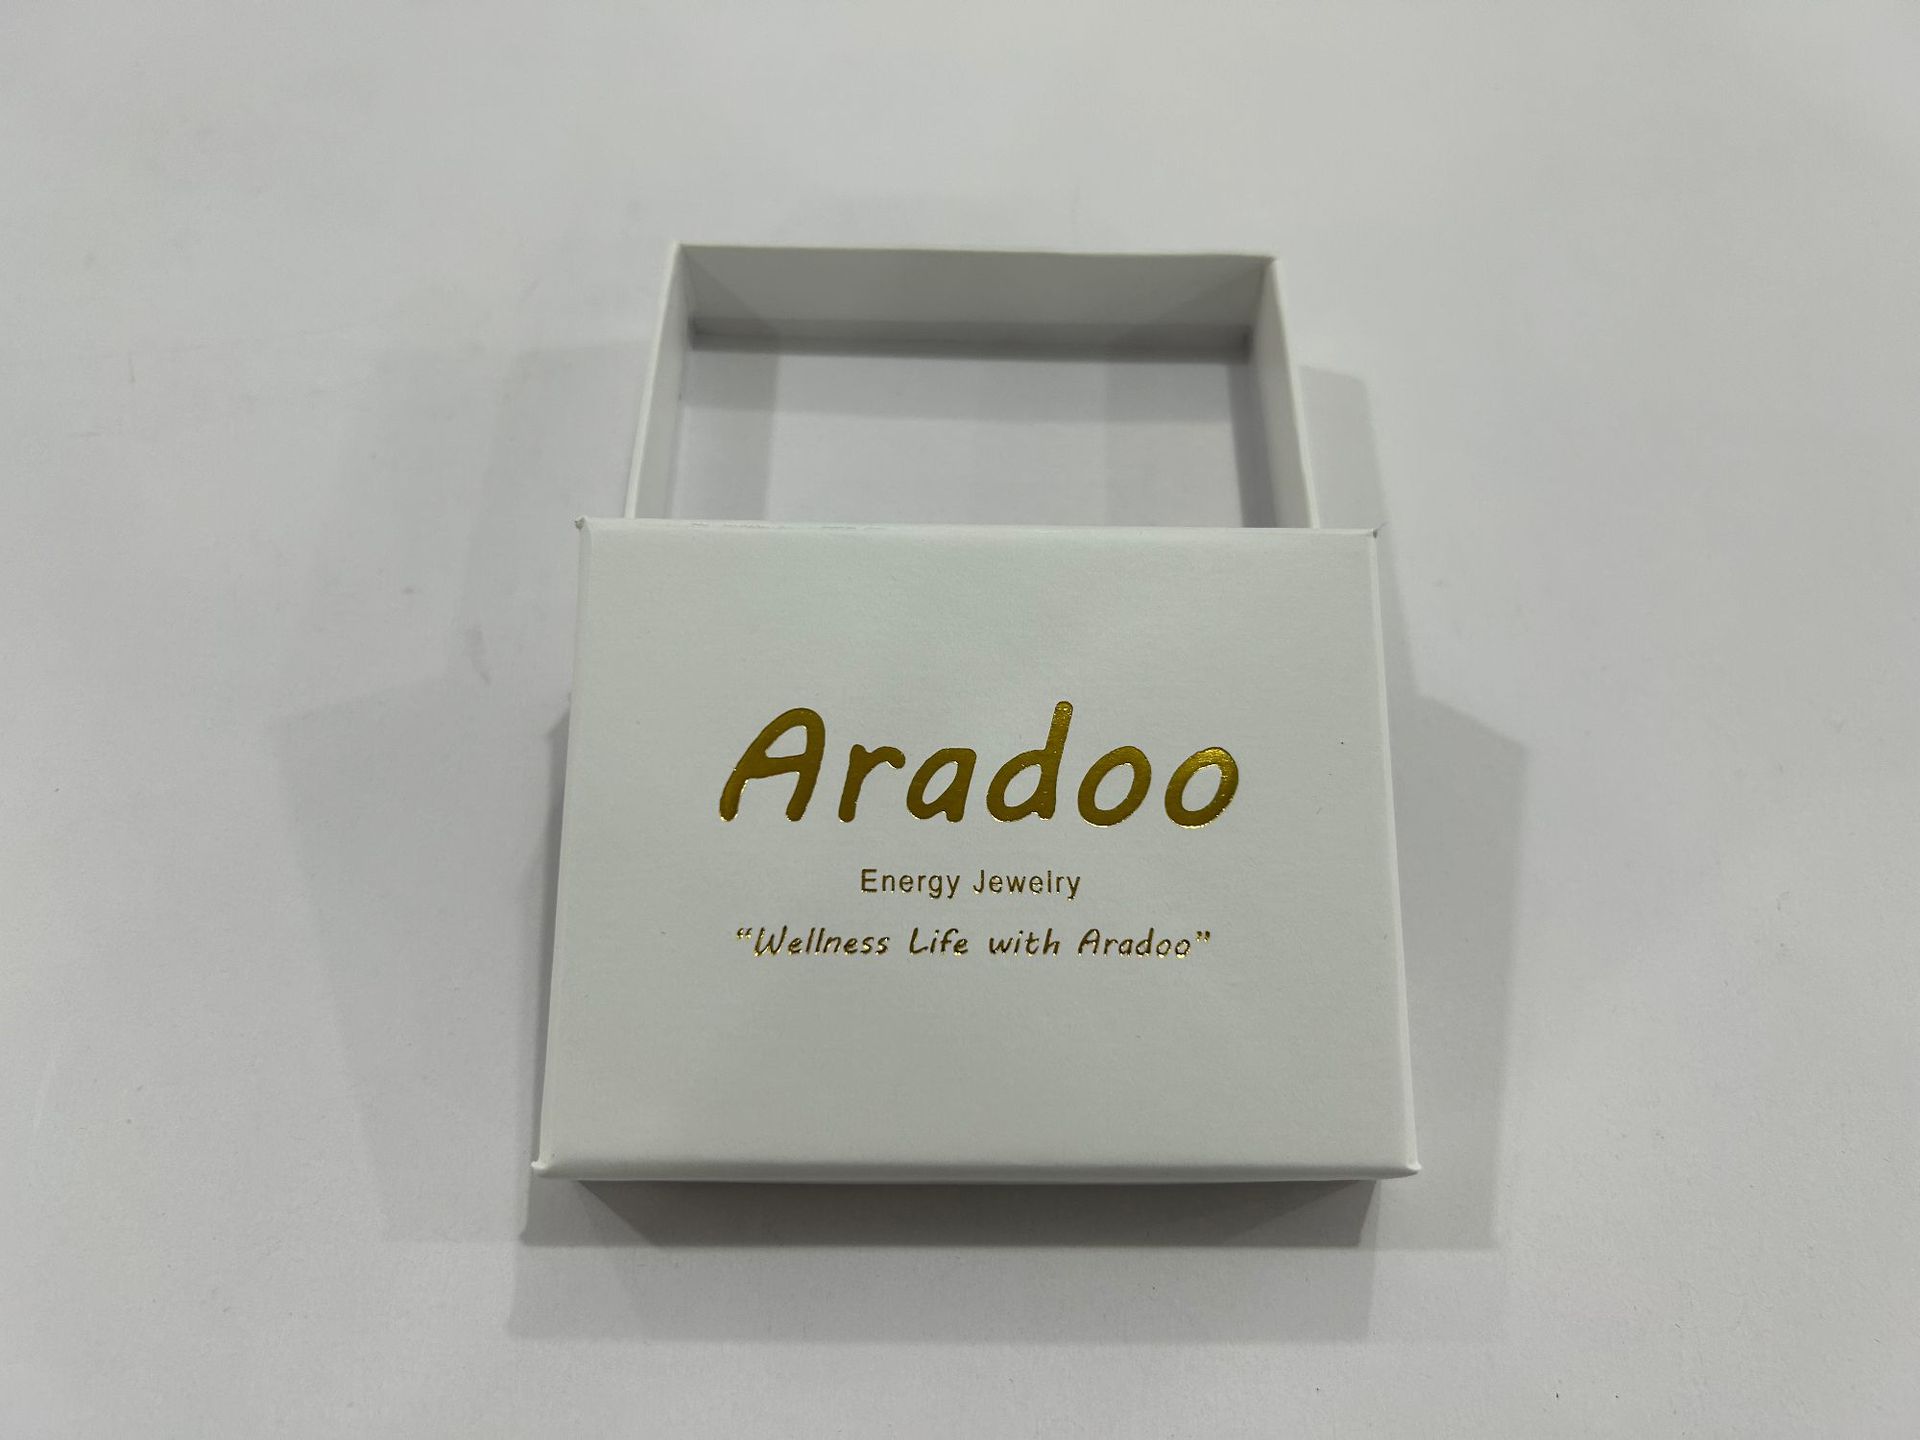 Aradoo
Energy Jewelry
“Wellness Life with Aradoo”